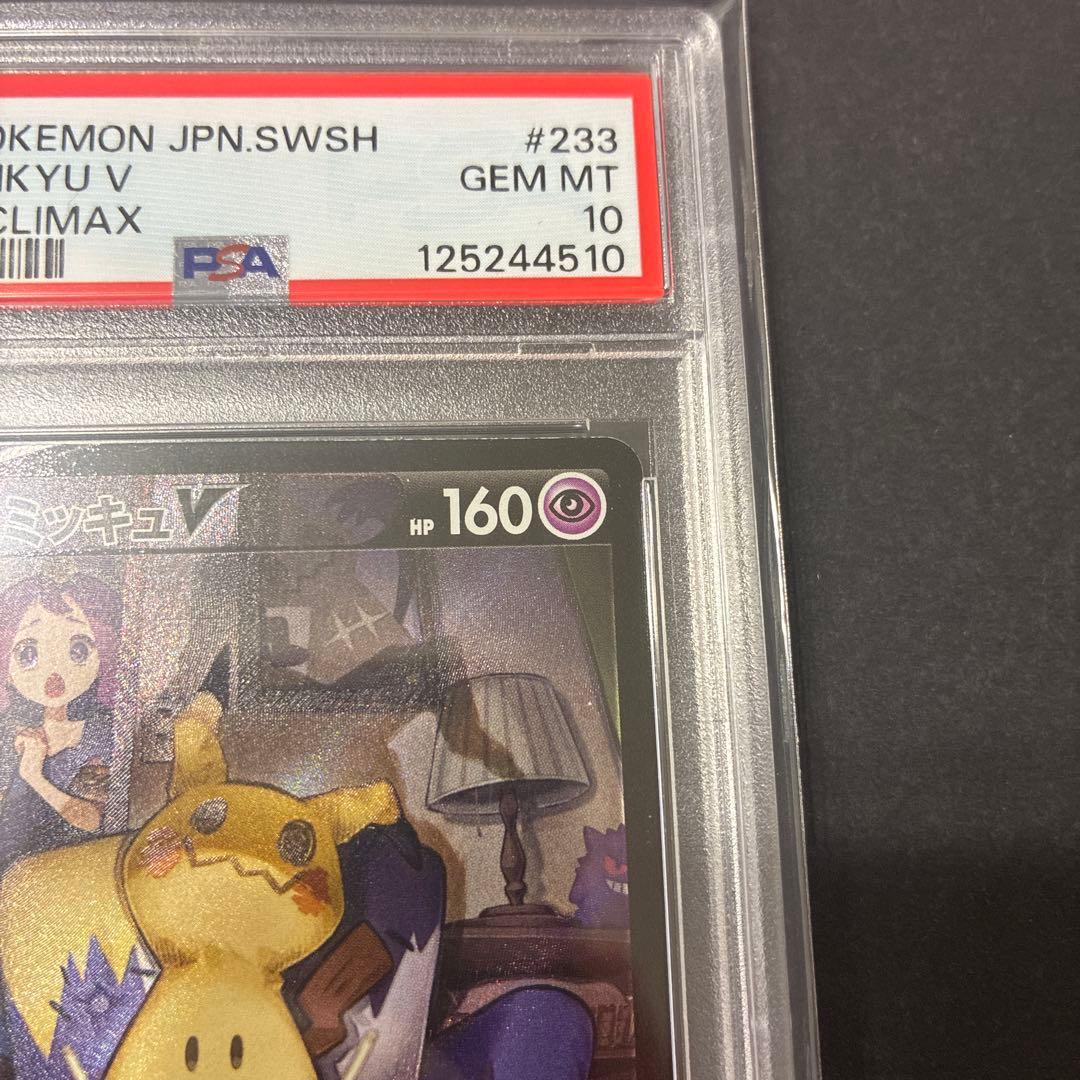 OKEMON JPN.SWSH #233
IKYU V GEM MT
CLIMAX 10
PSA 125244510
ミッキュV HP 160